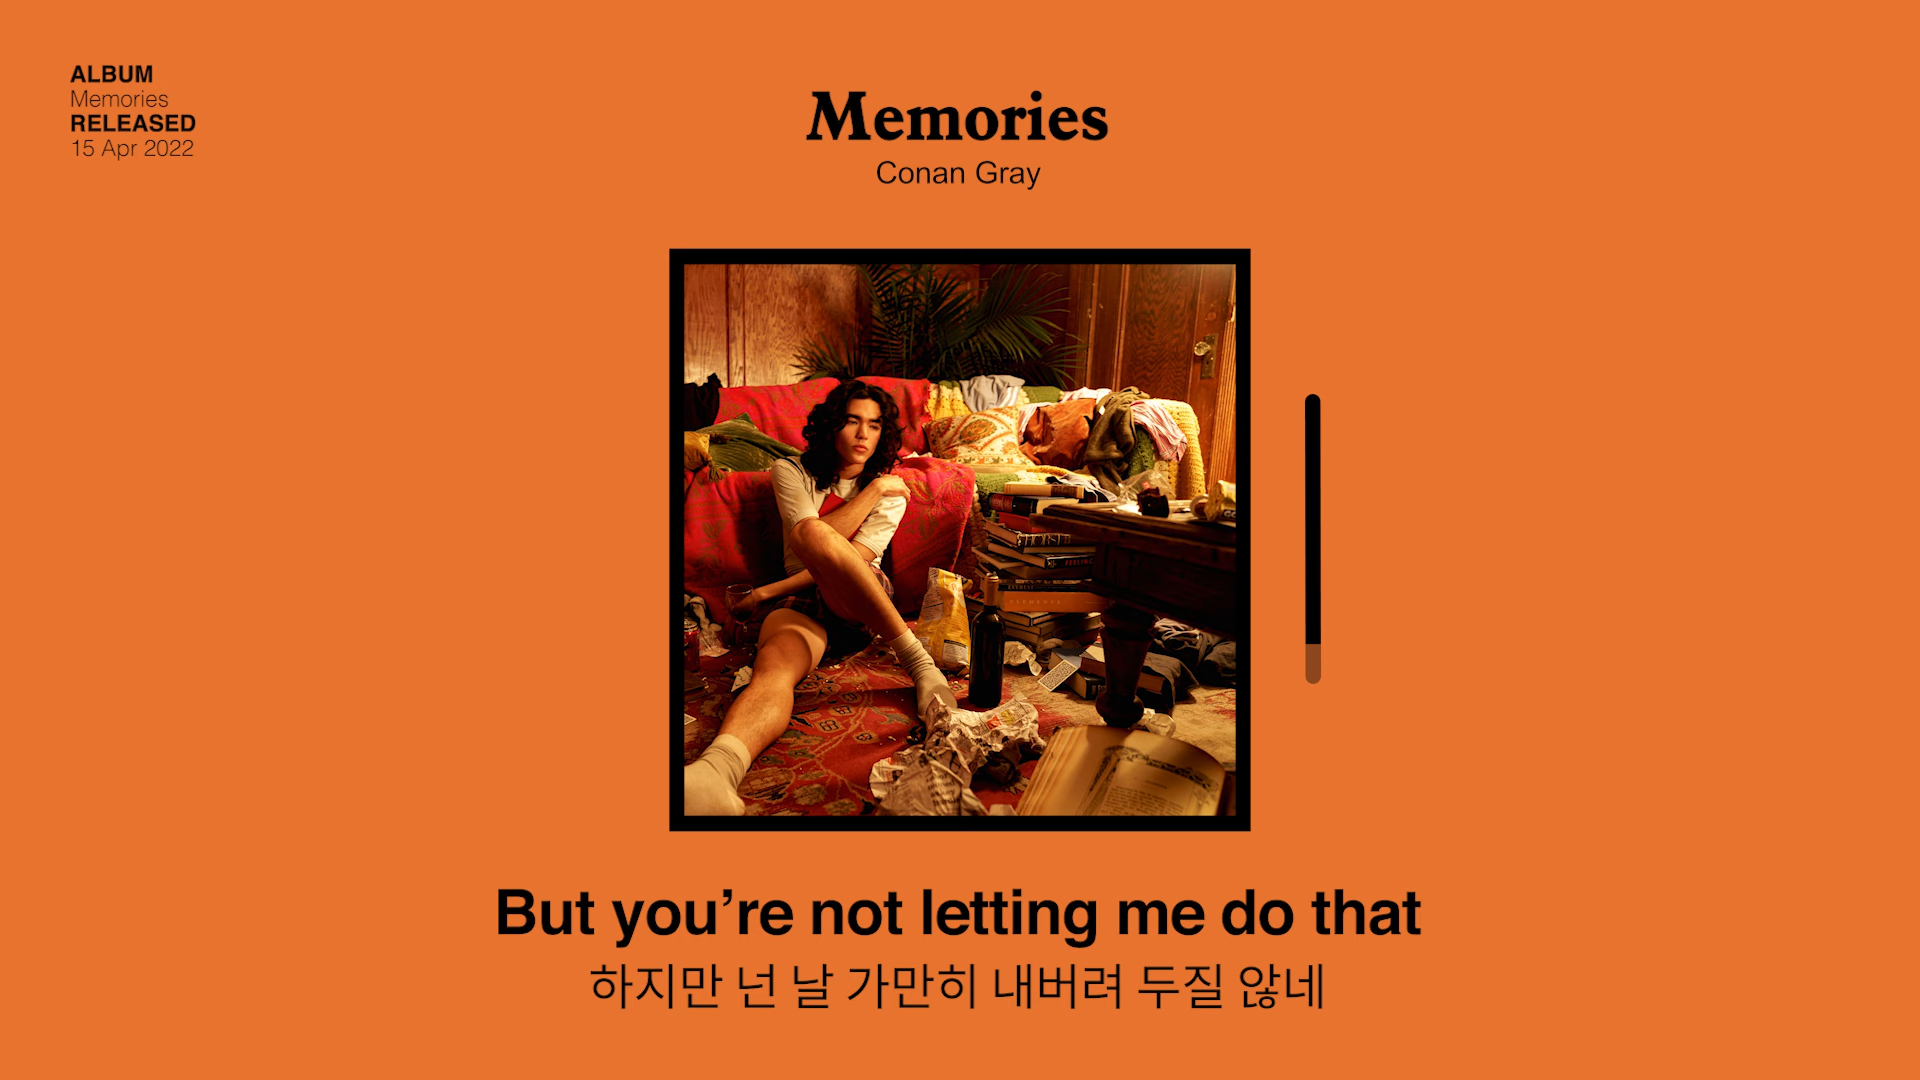 ALBUM
Memories
RELEASED
15 Apr 2022
Memories
Conan Gray
But you’re not letting me do that
하지만 넌 날 가만히 내버려 두질 않네